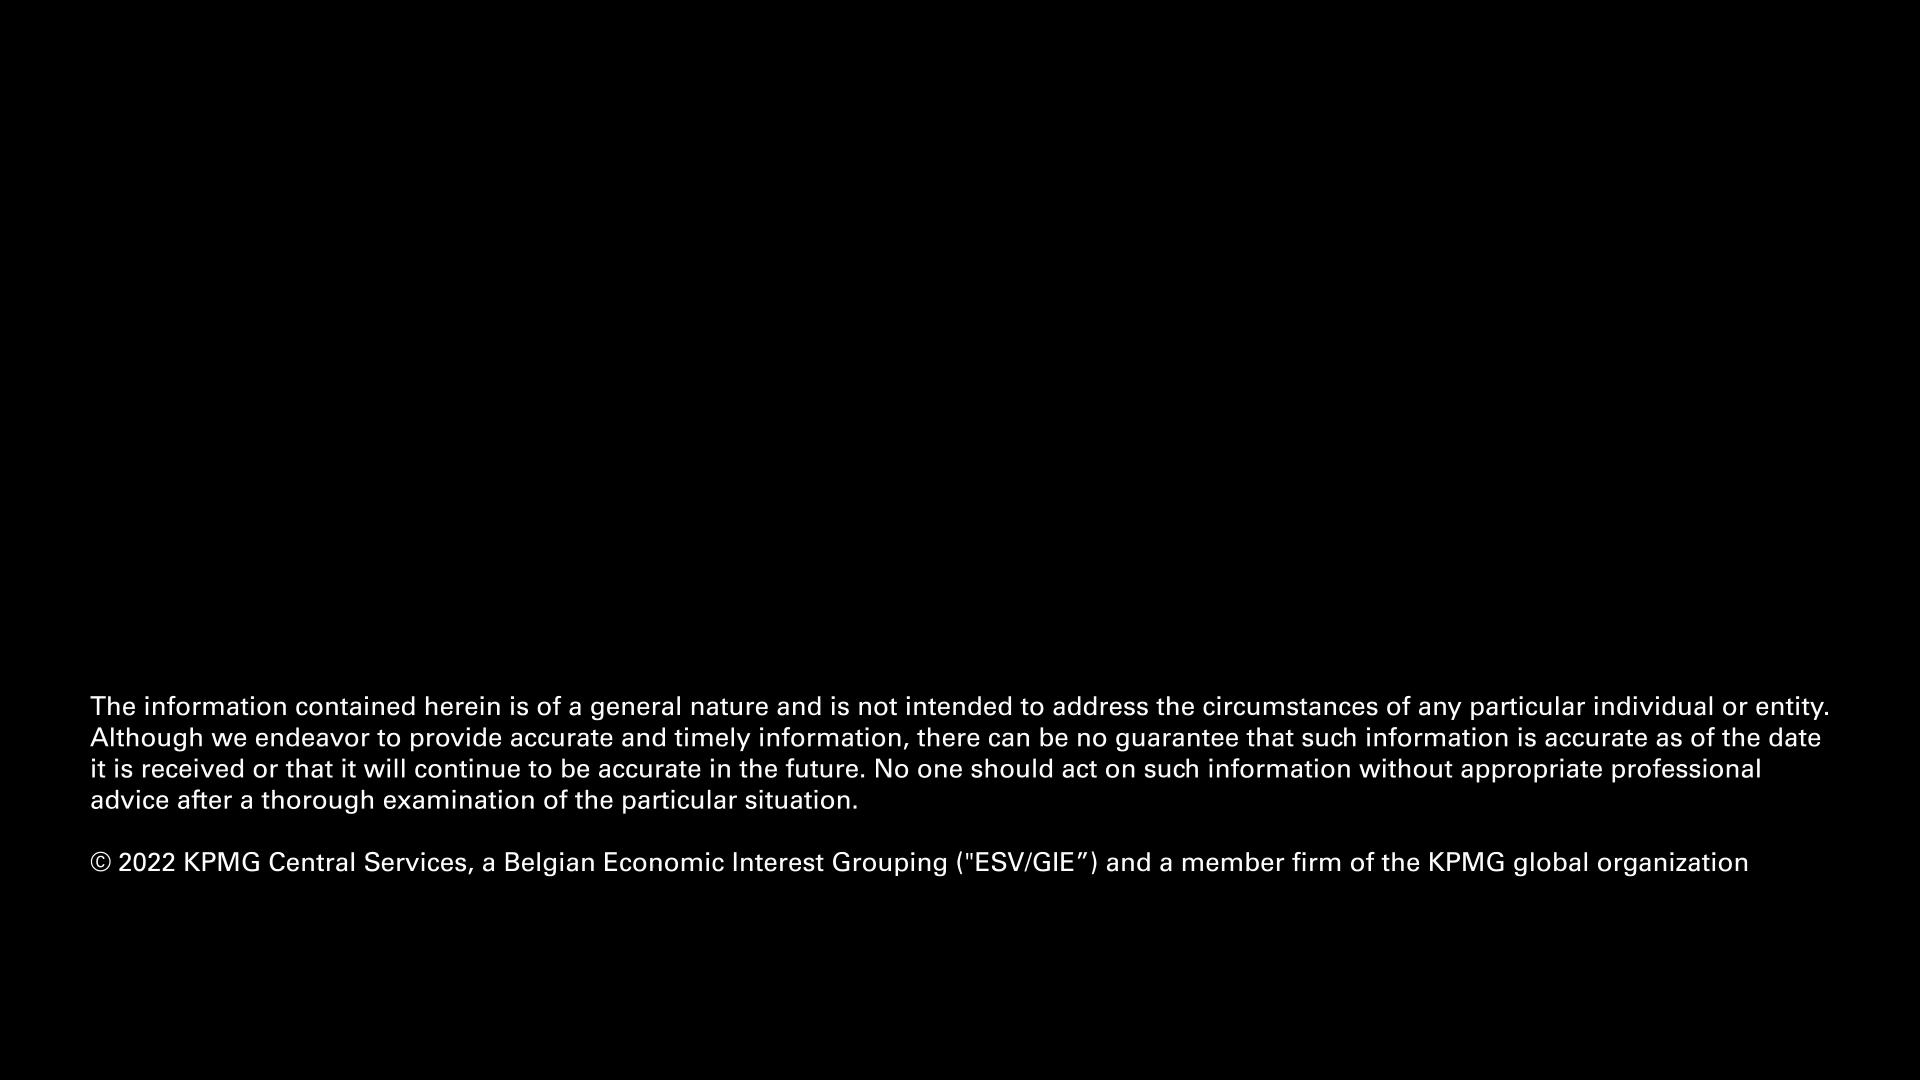 The information contained herein is of a general nature and is not intended to address the circumstances of any particular individual or entity.
Although we endeavor to provide accurate and timely information, there can be no guarantee that such information is accurate as of the date
it is received or that it will continue to be accurate in the future. No one should act on such information without appropriate professional
advice after a thorough examination of the particular situation.
© 2022 KPMG Central Services, a Belgian Economic Interest Grouping ("ESV/GIE”) and a member firm of the KPMG global organization